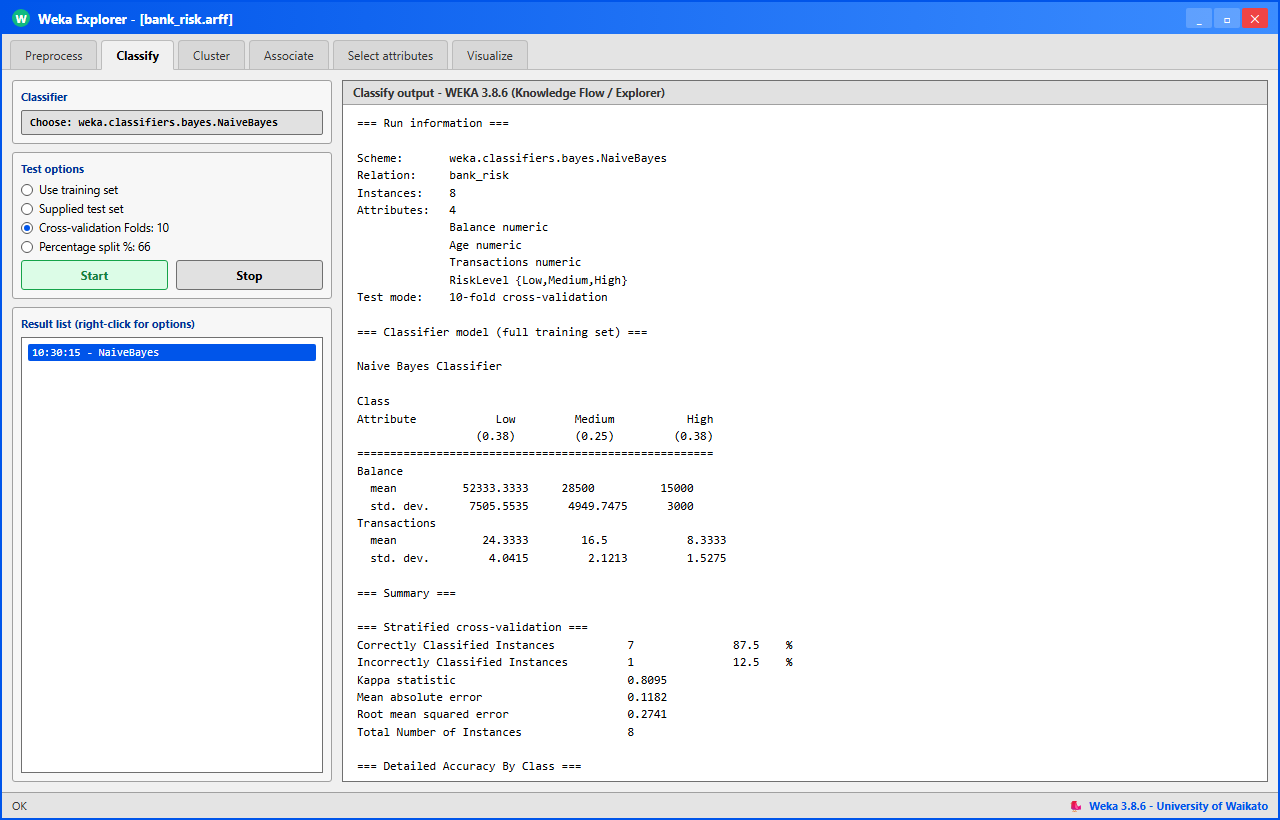 W Weka Explorer - [bank_risk.arff]
Preprocess Classify Cluster Associate Select attributes Visualize
Classifier
Choose: weka.classifiers.bayes.NaiveBayes
Test options
Use training set
Supplied test set
Cross-validation Folds: 10
Percentage split %: 66
Start Stop
Result list (right-click for options)
10:30:15 - NaiveBayes
Classify output - WEKA 3.8.6 (Knowledge Flow / Explorer)
=== Run information ===
Scheme: weka.classifiers.bayes.NaiveBayes
Relation: bank_risk
Instances: 8
Attributes: 4
Balance numeric
Age numeric
Transactions numeric
RiskLevel {Low,Medium,High}
Test mode: 10-fold cross-validation
=== Classifier model (full training set) ===
Naive Bayes Classifier
Class
Attribute Low Medium High
(0.38) (0.25) (0.38)
======================================================
Balance
mean 52333.3333 28500 15000
std. dev. 7505.5535 4949.7475 3000
Transactions
mean 24.3333 16.5 8.3333
std. dev. 4.0415 2.1213 1.5275
=== Summary ===
=== Stratified cross-validation ===
Correctly Classified Instances 7 87.5 %
Incorrectly Classified Instances 1 12.5 %
Kappa statistic 0.8095
Mean absolute error 0.1182
Root mean squared error 0.2741
Total Number of Instances 8
=== Detailed Accuracy By Class ===
OK
Weka 3.8.6 - University of Waikato